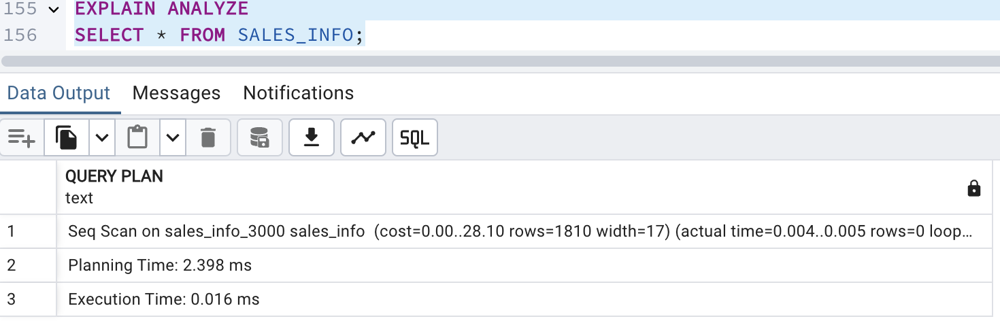 155 EXPLAIN ANALYZE
156 SELECT * FROM SALES_INFO;
Data Output Messages Notifications
SQL
QUERY PLAN
text
1 Seq Scan on sales_info_3000 sales_info (cost=0.00..28.10 rows=1810 width=17) (actual time=0.004..0.005 rows=0 loop...
2 Planning Time: 2.398 ms
3 Execution Time: 0.016 ms